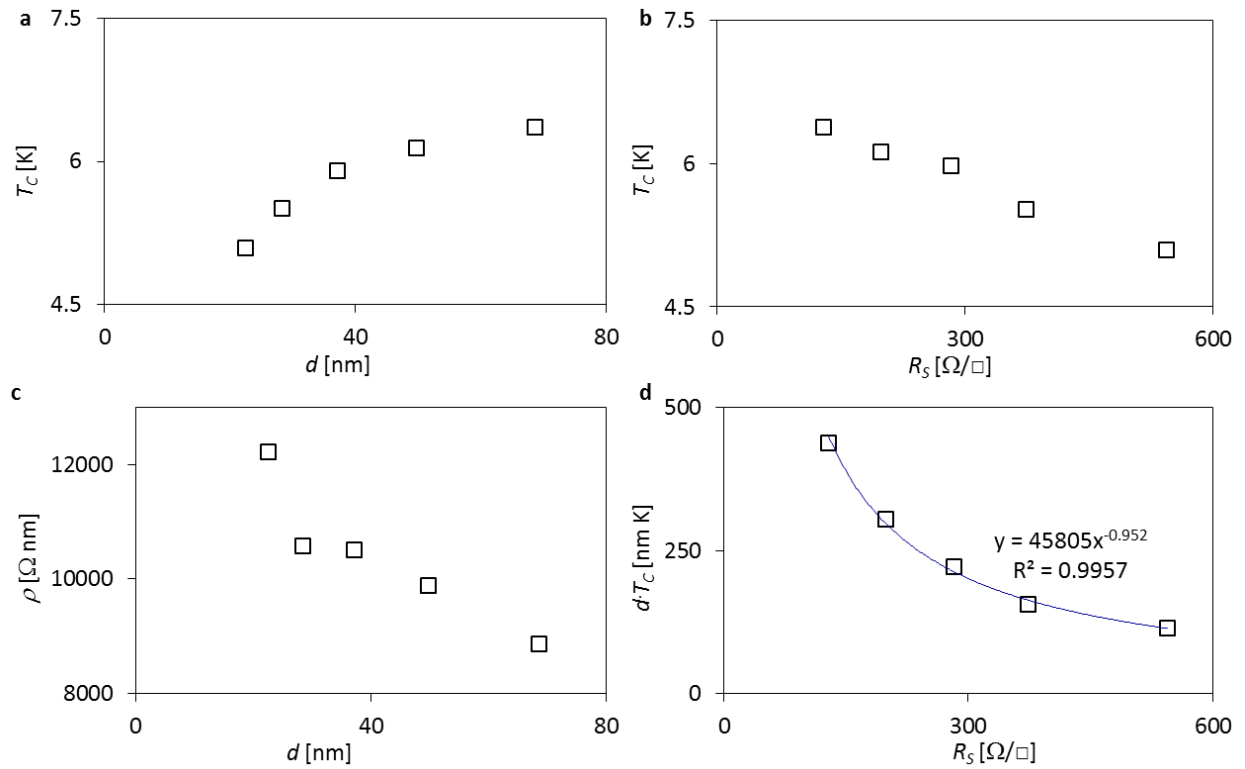 a
7.5
6
4.5
T_C [K]
0
40
80
d [nm]
b
7.5
6
4.5
T_C [K]
0
300
600
R_S [Ω/□]
c
12000
10000
8000
ρ [Ω nm]
0
40
80
d [nm]
d
500
250
0
d·T_C [nm K]
y = 45805x^-0.952
R² = 0.9957
0
300
600
R_S [Ω/□]